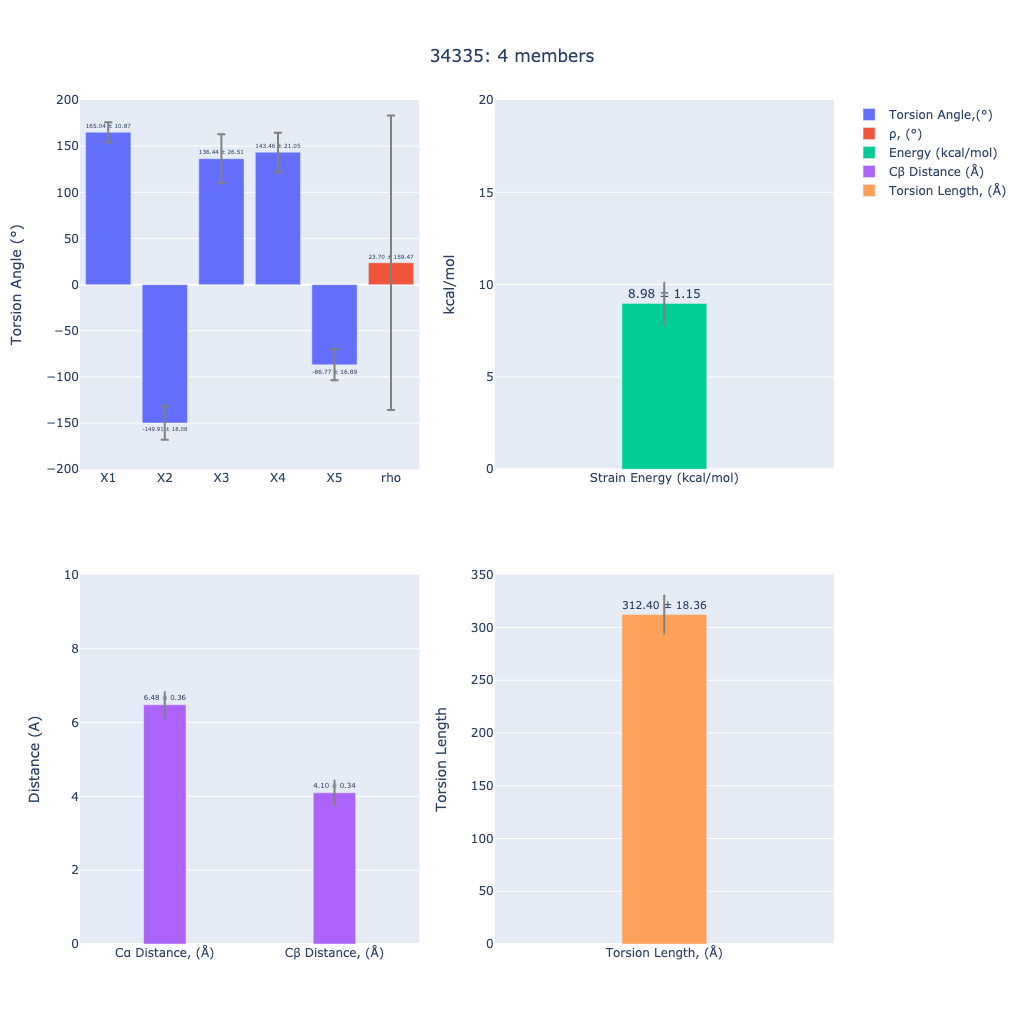 34335: 4 members
Torsion Angle (°)
200
150
100
50
0
−50
−100
−150
−200
165.04 ± 10.87
-149.91 ± 18.08
136.44 ± 26.51
143.46 ± 21.05
-86.77 ± 16.89
23.70 ± 159.47
X1 X2 X3 X4 X5 rho
kcal/mol
20
15
10
5
0
8.98 ± 1.15
Strain Energy (kcal/mol)
Torsion Angle,(°)
ρ, (°)
Energy (kcal/mol)
Cβ Distance (Å)
Torsion Length, (Å)
Distance (A)
10
8
6
4
2
0
6.48 ± 0.36
4.10 ± 0.34
Cα Distance, (Å) Cβ Distance, (Å)
Torsion Length
350
300
250
200
150
100
50
0
312.40 ± 18.36
Torsion Length, (Å)